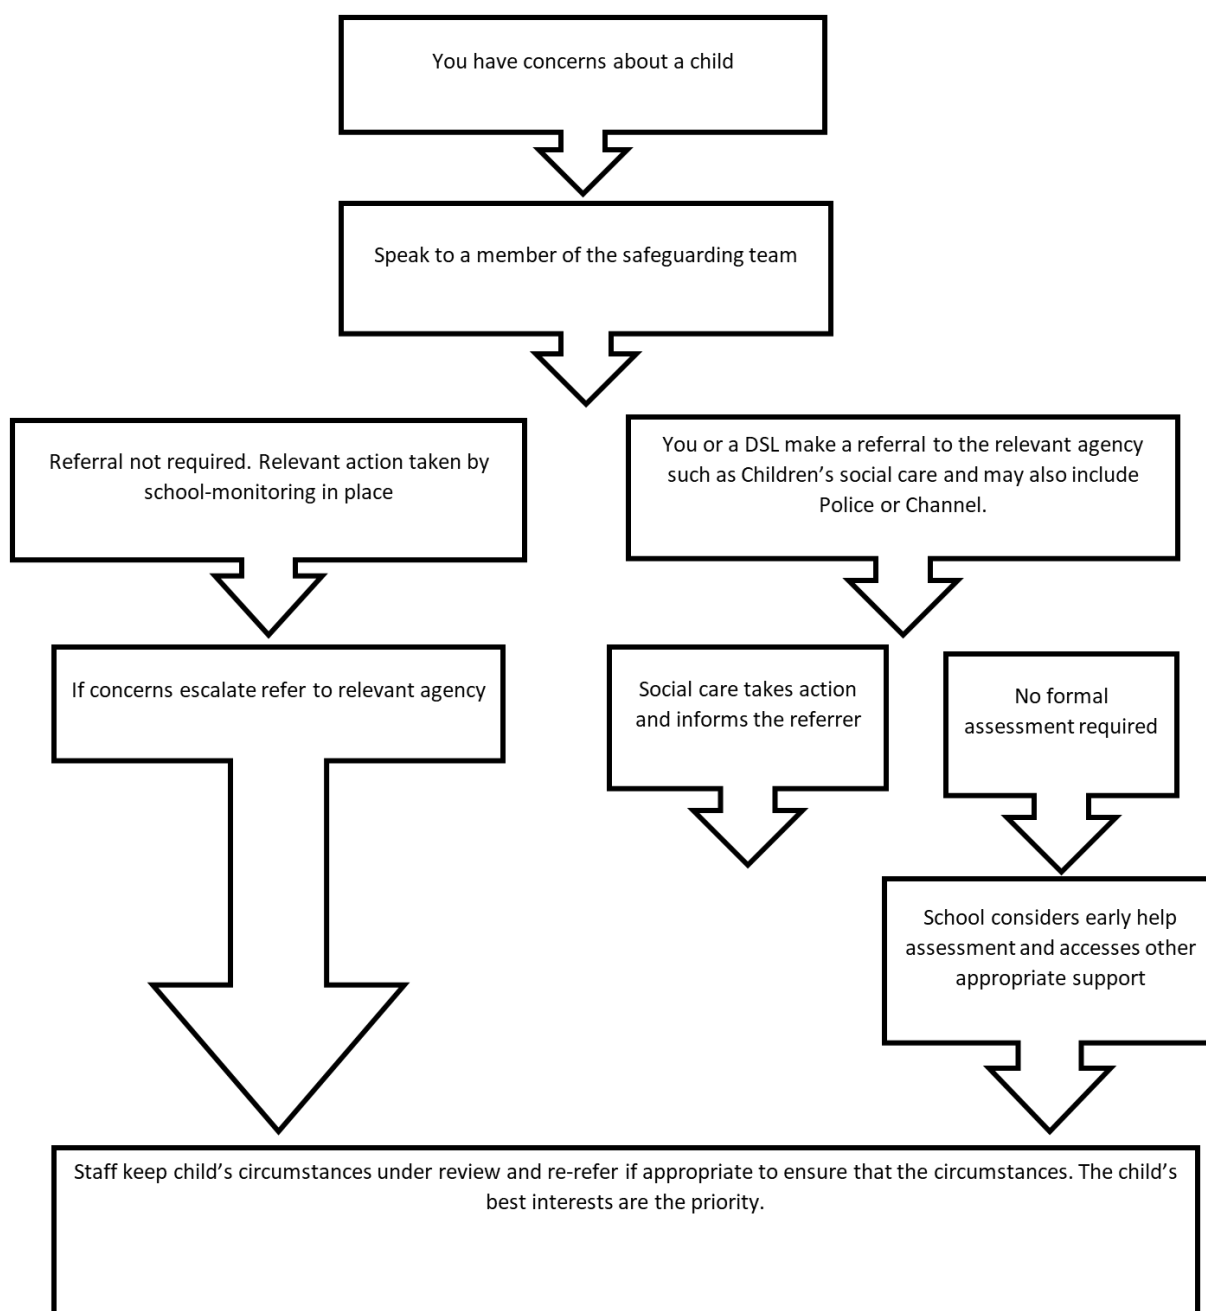 You have concerns about a child
Speak to a member of the safeguarding team
Referral not required. Relevant action taken by
school-monitoring in place
You or a DSL make a referral to the relevant agency
such as Children’s social care and may also include
Police or Channel.
If concerns escalate refer to relevant agency
Social care takes action
and informs the referrer
No formal
assessment required
School considers early help
assessment and accesses other
appropriate support
Staff keep child’s circumstances under review and re-refer if appropriate to ensure that the circumstances. The child’s
best interests are the priority.